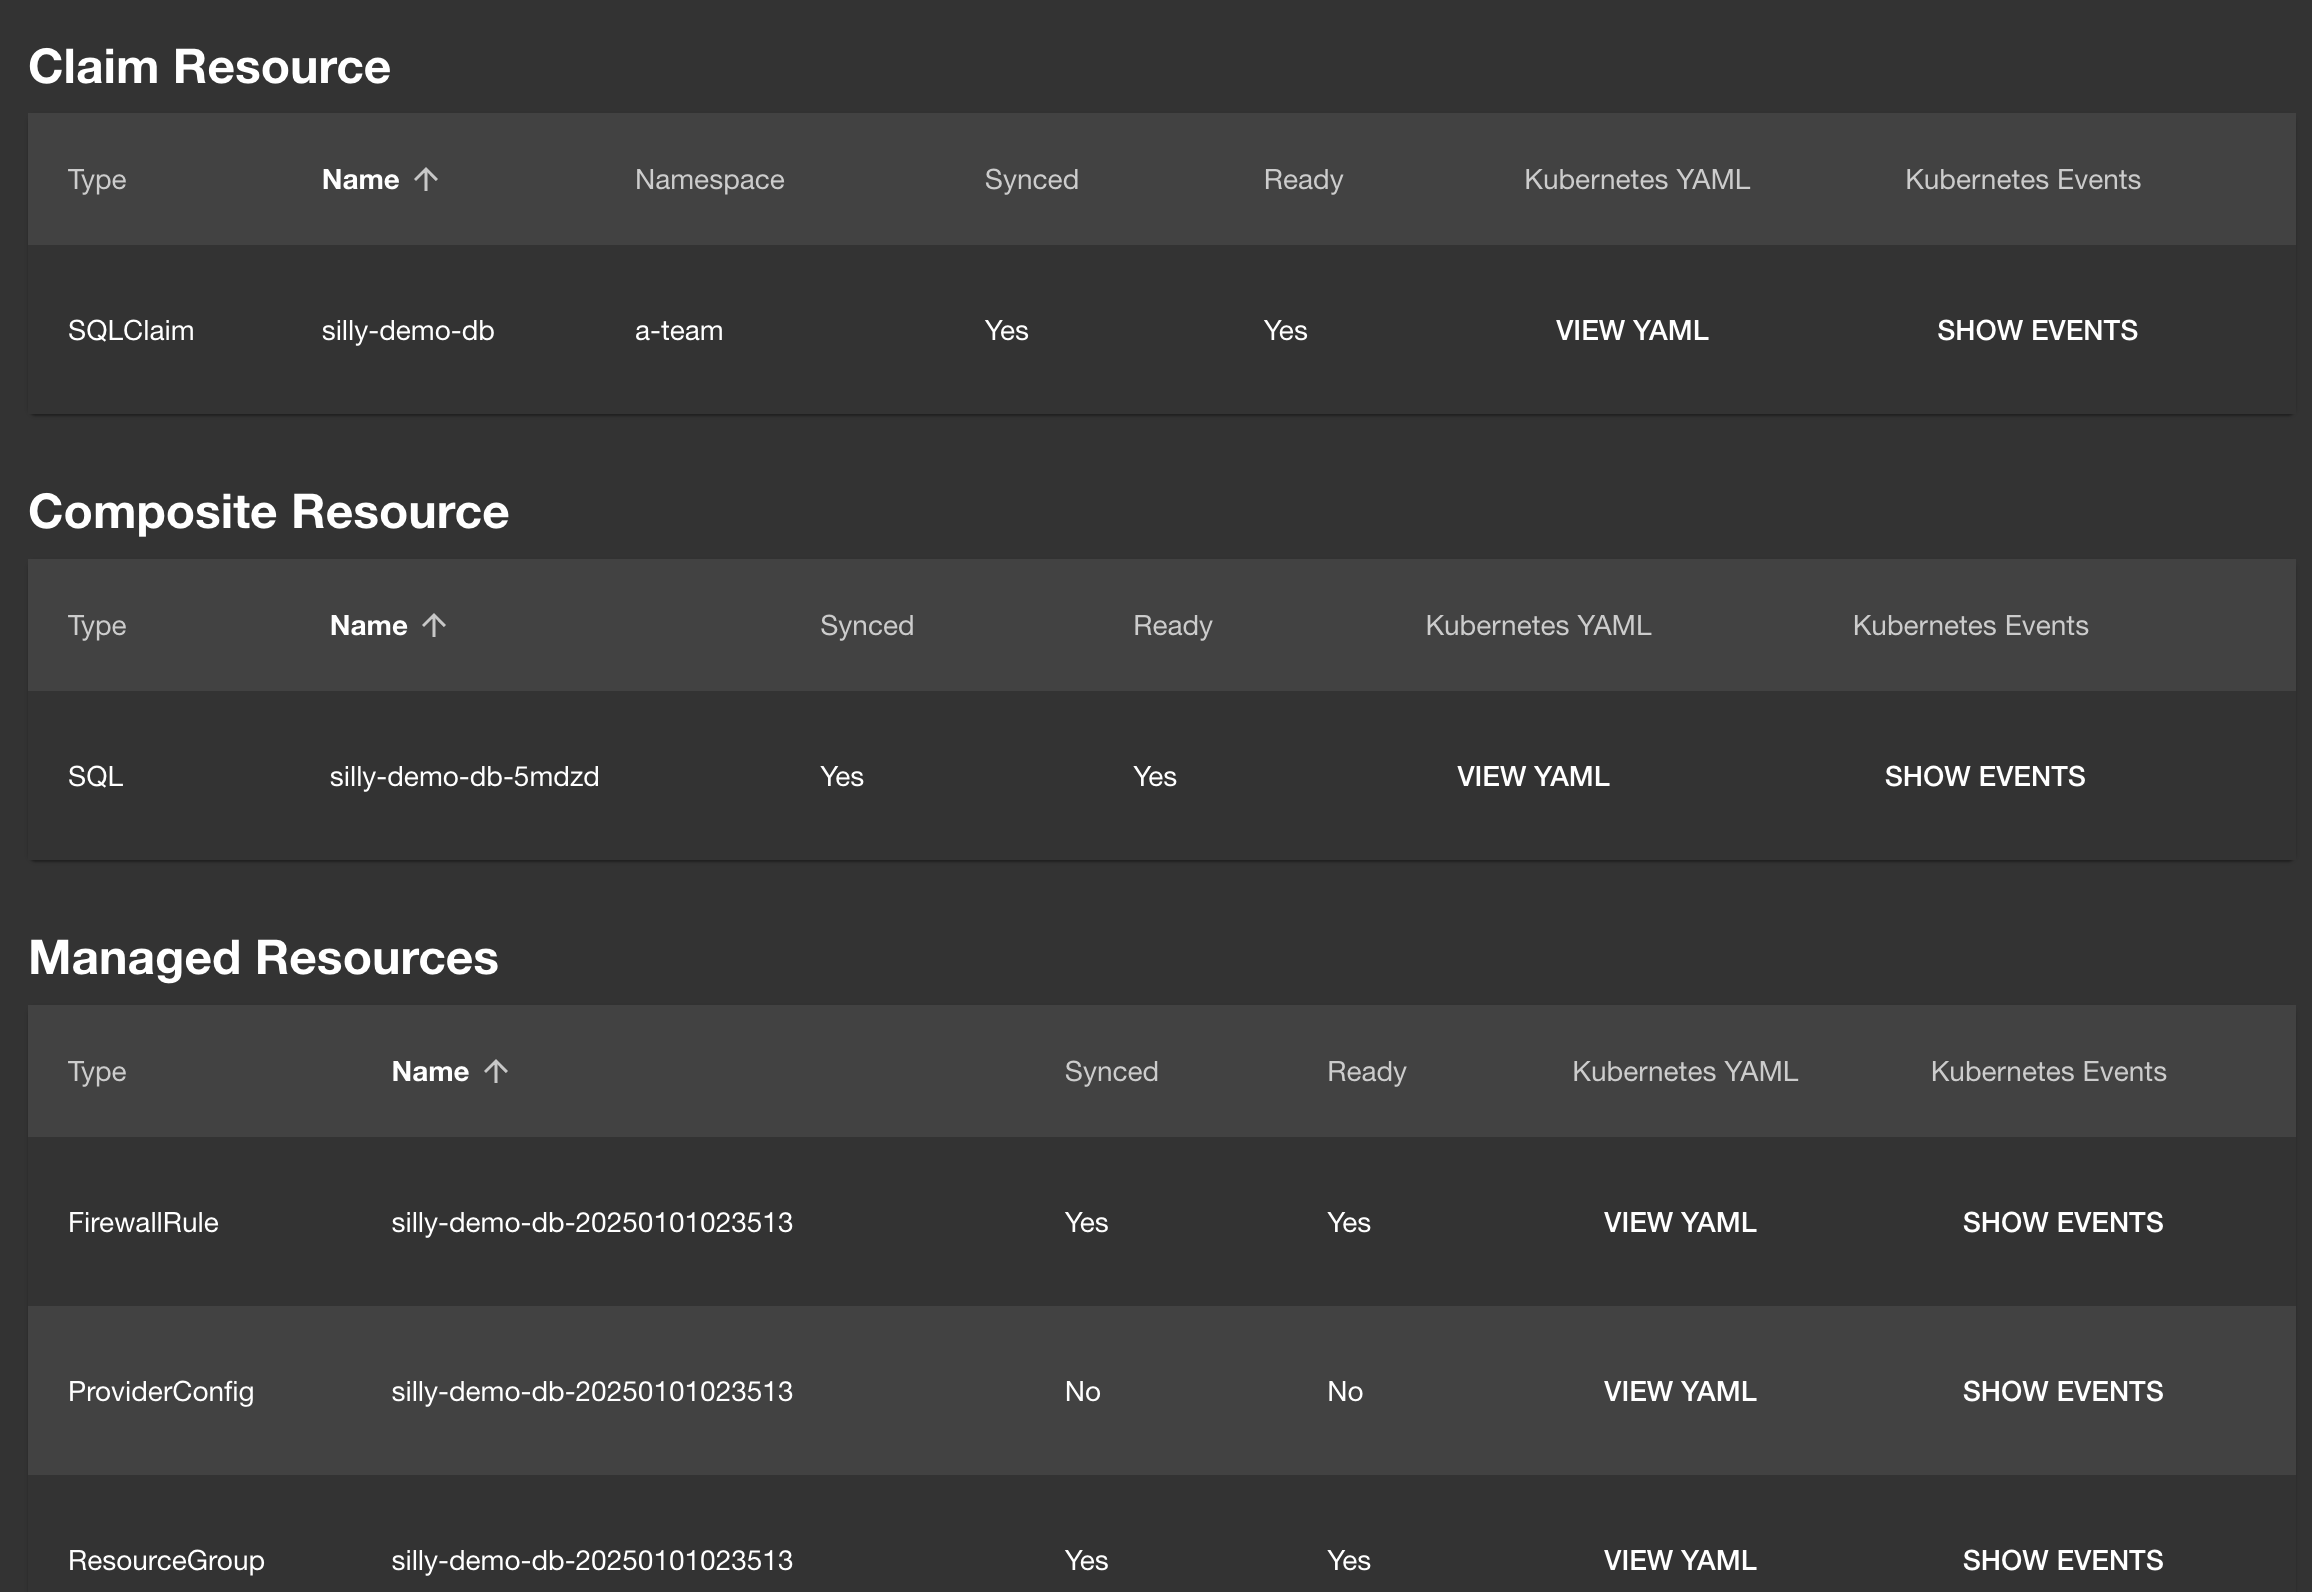 Claim Resource
Type Name ↑ Namespace Synced Ready Kubernetes YAML Kubernetes Events
SQLClaim silly-demo-db a-team Yes Yes VIEW YAML SHOW EVENTS
Composite Resource
Type Name ↑ Synced Ready Kubernetes YAML Kubernetes Events
SQL silly-demo-db-5mdzd Yes Yes VIEW YAML SHOW EVENTS
Managed Resources
Type Name ↑ Synced Ready Kubernetes YAML Kubernetes Events
FirewallRule silly-demo-db-20250101023513 Yes Yes VIEW YAML SHOW EVENTS
ProviderConfig silly-demo-db-20250101023513 No No VIEW YAML SHOW EVENTS
ResourceGroup silly-demo-db-20250101023513 Yes Yes VIEW YAML SHOW EVENTS